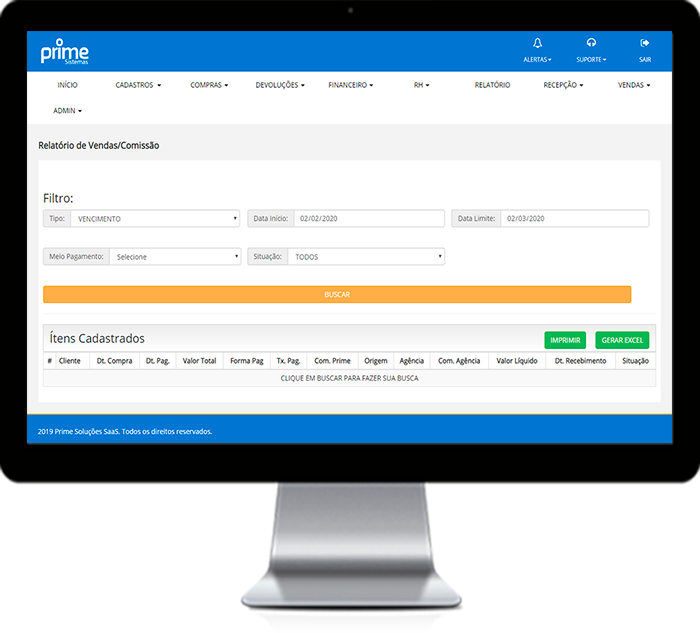 prime
Sistemas
ALERTAS SUPORTE SAIR
INÍCIO CADASTROS COMPRAS DEVOLUÇÕES FINANCEIRO RH RELATÓRIO RECEPÇÃO VENDAS
ADMIN
Relatório de Vendas/Comissão
Filtro:
Tipo: VENCIMENTO Data Início: 02/02/2020 Data Limite: 02/03/2020
Meio Pagamento: Selecione Situação: TODOS
BUSCAR
Ítens Cadastrados IMPRIMIR GERAR EXCEL
# Cliente Dt. Compra Dt. Pag. Valor Total Forma Pag Tx. Pag. Com. Prime Origem Agência Com. Agência Valor Líquido Dt. Recebimento Situação
CLIQUE EM BUSCAR PARA FAZER SUA BUSCA
2019 Prime Soluções SaaS. Todos os direitos reservados.